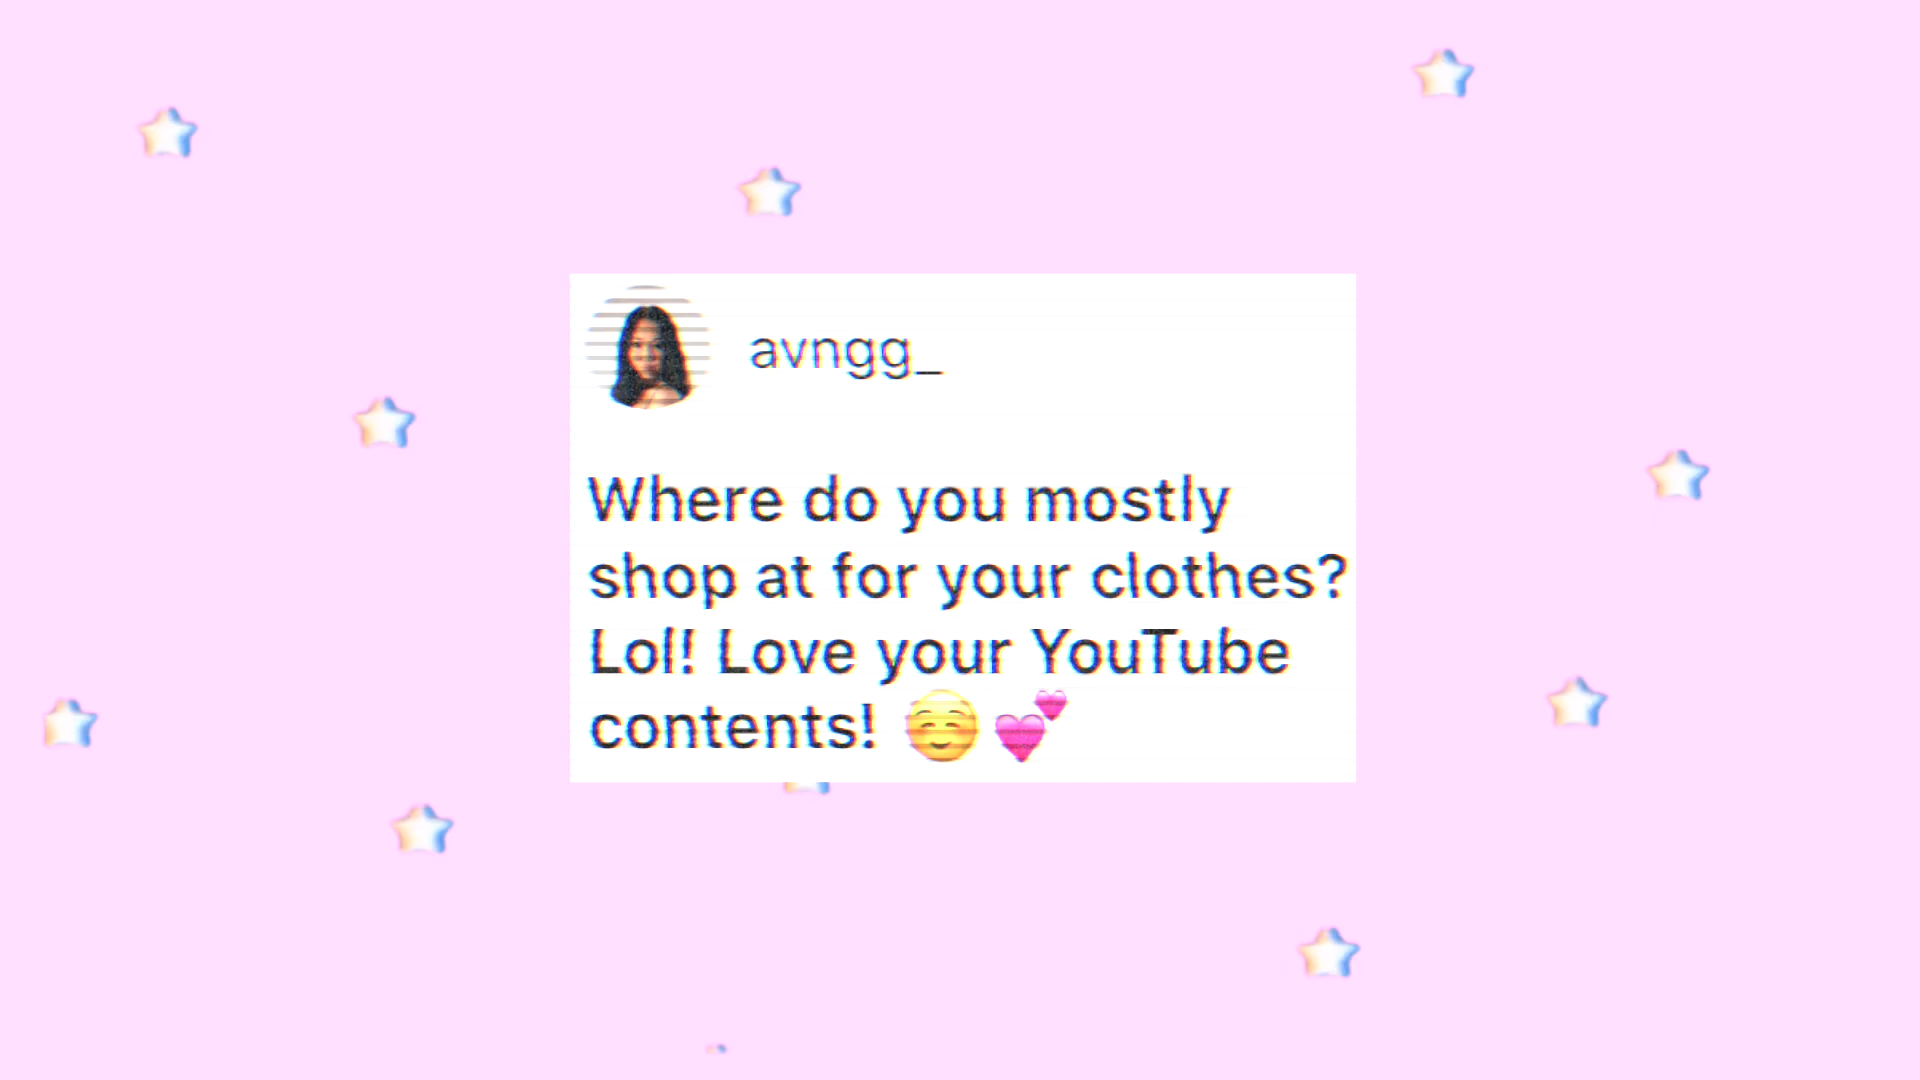 avngg_
Where do you mostly
shop at for your clothes?
Lol! Love your YouTube
contents! ☺️💕